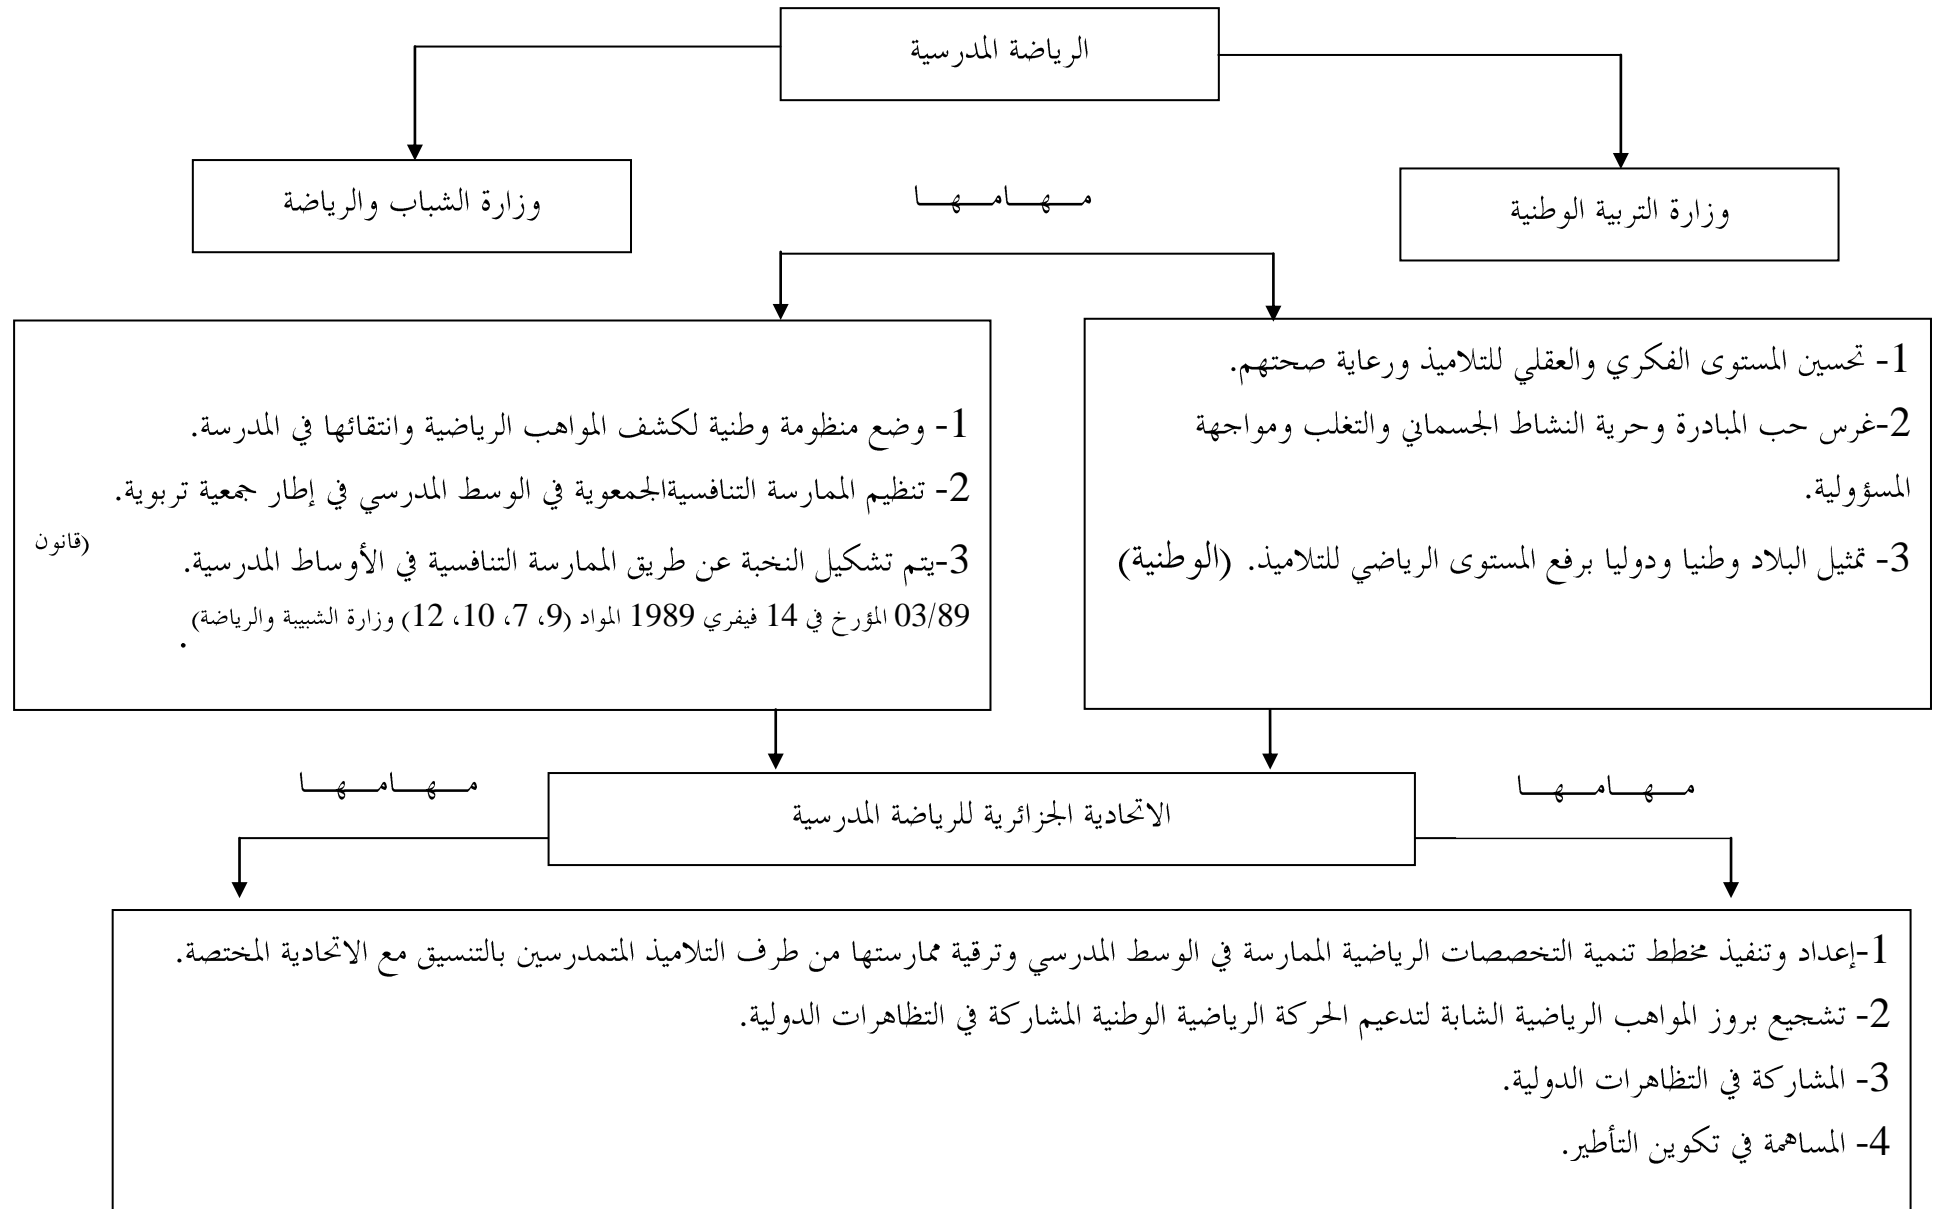 الرياضة المدرسية
وزارة التربية الوطنية
وزارة الشباب والرياضة
مـــهـــامـــهـــا
1- تحسين المستوى الفكري والعقلي للتلاميذ ورعاية صحتهم.
2-غرس حب المبادرة وحرية النشاط الجسماني والتغلب ومواجهة
المسؤولية.
3- تمثيل البلاد وطنيا ودوليا برفع المستوى الرياضي للتلاميذ. (الوطنية)
1- وضع منظومة وطنية لكشف المواهب الرياضية وانتقائها في المدرسة.
2- تنظيم الممارسة التنافسيةالجمعوية في الوسط المدرسي في إطار جمعية تربوية.
3-يتم تشكيل النخبة عن طريق الممارسة التنافسية في الأوساط المدرسية. (قانون
03/89 المؤرخ في 14 فيفري 1989 المواد (9، 7، 10، 12) وزارة الشبيبة والرياضة)
.
مـــهـــامـــهـــا
الاتحادية الجزائرية للرياضة المدرسية
مـــهـــامـــهـــا
1-إعداد وتنفيذ مخطط تنمية التخصصات الرياضية الممارسة في الوسط المدرسي وترقية ممارستها من طرف التلاميذ المتمدرسين بالتنسيق مع الاتحادية المختصة.
2- تشجيع بروز المواهب الرياضية الشابة لتدعيم الحركة الرياضية الوطنية المشاركة في التظاهرات الدولية.
3- المشاركة في التظاهرات الدولية.
4- المساهمة في تكوين التأطير.